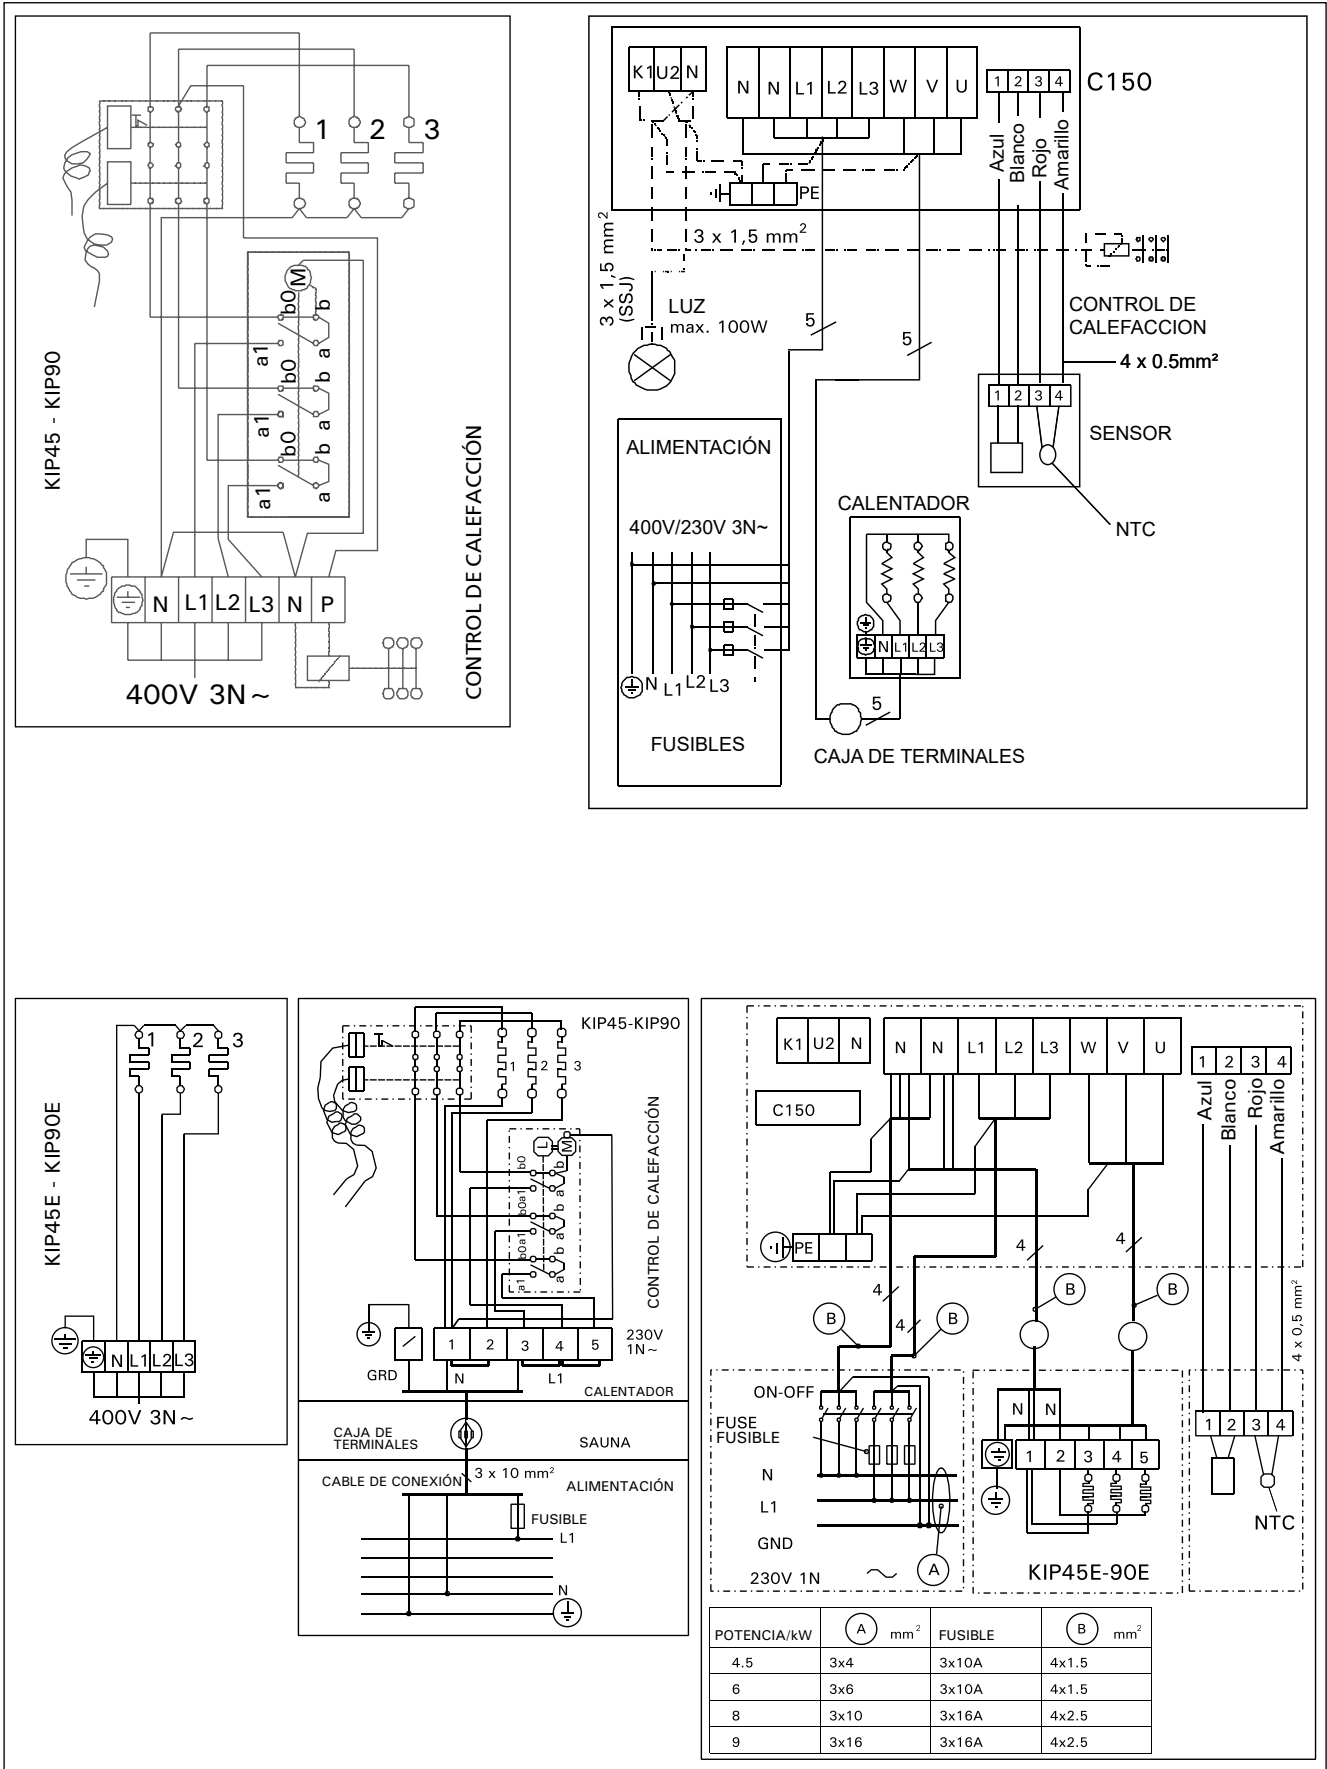 KIP45 - KIP90
1 2 3
M
b0 b
a1 a
b0 b
a1 a
b0 b
a1 a
N L1 L2 L3 N P
400V 3N~
CONTROL DE CALEFACCIÓN
K1 U2 N
N N L1 L2 L3 W V U
1 2 3 4
C150
Azul
Blanco
Rojo
Amarillo
PE
3 x 1,5 mm²
(SSJ)
3 x 1,5 mm²
LUZ
max. 100W
5
5
CONTROL DE
CALEFACCION
4 x 0.5mm²
1 2 3 4
SENSOR
NTC
ALIMENTACIÓN
400V/230V 3N~
N L1 L2 L3
FUSIBLES
CALENTADOR
N L1 L2 L3
5
CAJA DE TERMINALES
KIP45E - KIP90E
1 2 3
N L1 L2 L3
400V 3N~
KIP45-KIP90
1 2 3
L M
b0 b
a1 a
b0 b
a1 a
b0 b
a1 a
CONTROL DE CALEFACCIÓN
GRD
1 2 3 4 5
230V
1N~
N L1
CALENTADOR
CAJA DE
TERMINALES
SAUNA
CABLE DE CONEXIÓN
3 x 10 mm²
ALIMENTACIÓN
FUSIBLE
L1
N
K1 U2 N
N N L1 L2 L3 W V U
1 2 3 4
C150
Azul
Blanco
Rojo
Amarillo
PE
4
4
4
4
B
B
B
B
4 x 0,5 mm²
ON-OFF
FUSE
FUSIBLE
N
L1
GND
230V 1N
A
N N
1 2 3 4 5
KIP45E-90E
1 2 3 4
NTC
POTENCIA/kW A mm² FUSIBLE B mm²
4.5 3x4 3x10A 4x1.5
6 3x6 3x10A 4x1.5
8 3x10 3x16A 4x2.5
9 3x16 3x16A 4x2.5